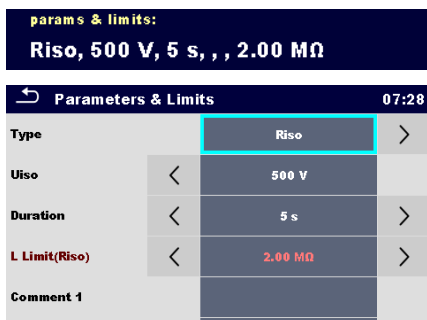 params & limits:
Riso, 500 V, 5 s, , , 2.00 MΩ
Parameters & Limits 07:28
Type Riso
Uiso 500 V
Duration 5 s
L Limit(Riso) 2.00 MΩ
Comment 1